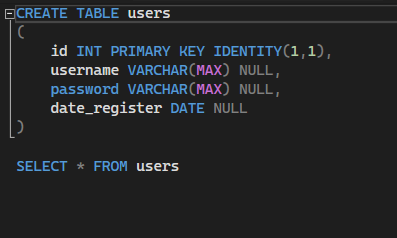 CREATE TABLE users
(
    id INT PRIMARY KEY IDENTITY(1,1),
    username VARCHAR(MAX) NULL,
    password VARCHAR(MAX) NULL,
    date_register DATE NULL
)
SELECT * FROM users